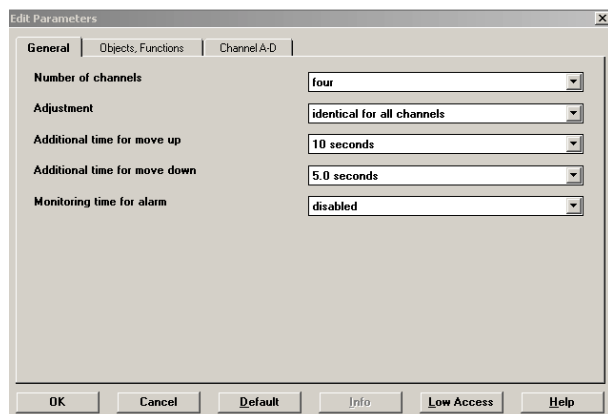 Edit Parameters
General Objects, Functions Channel A-D
Number of channels four
Adjustment identical for all channels
Additional time for move up 10 seconds
Additional time for move down 5.0 seconds
Monitoring time for alarm disabled
OK Cancel Default Info Low Access Help